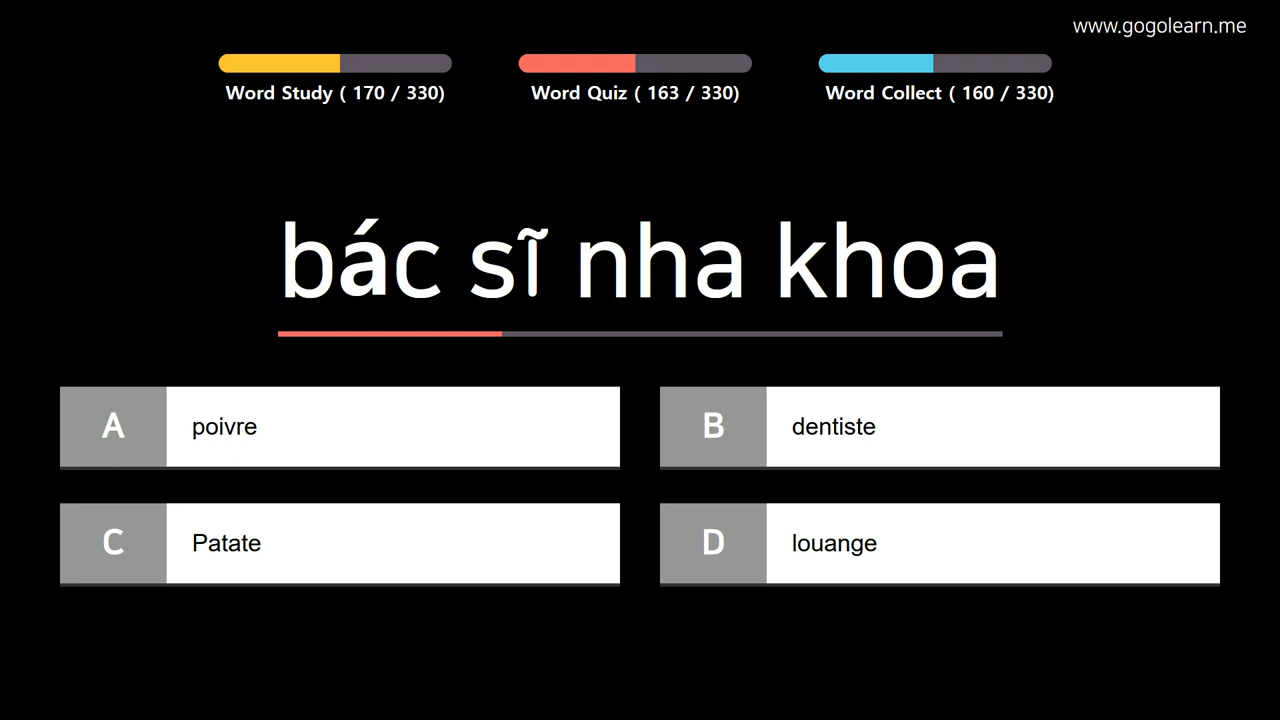 www.gogolearn.me
Word Study ( 170 / 330)
Word Quiz ( 163 / 330)
Word Collect ( 160 / 330)
bác sĩ nha khoa
A poivre
B dentiste
C Patate
D louange